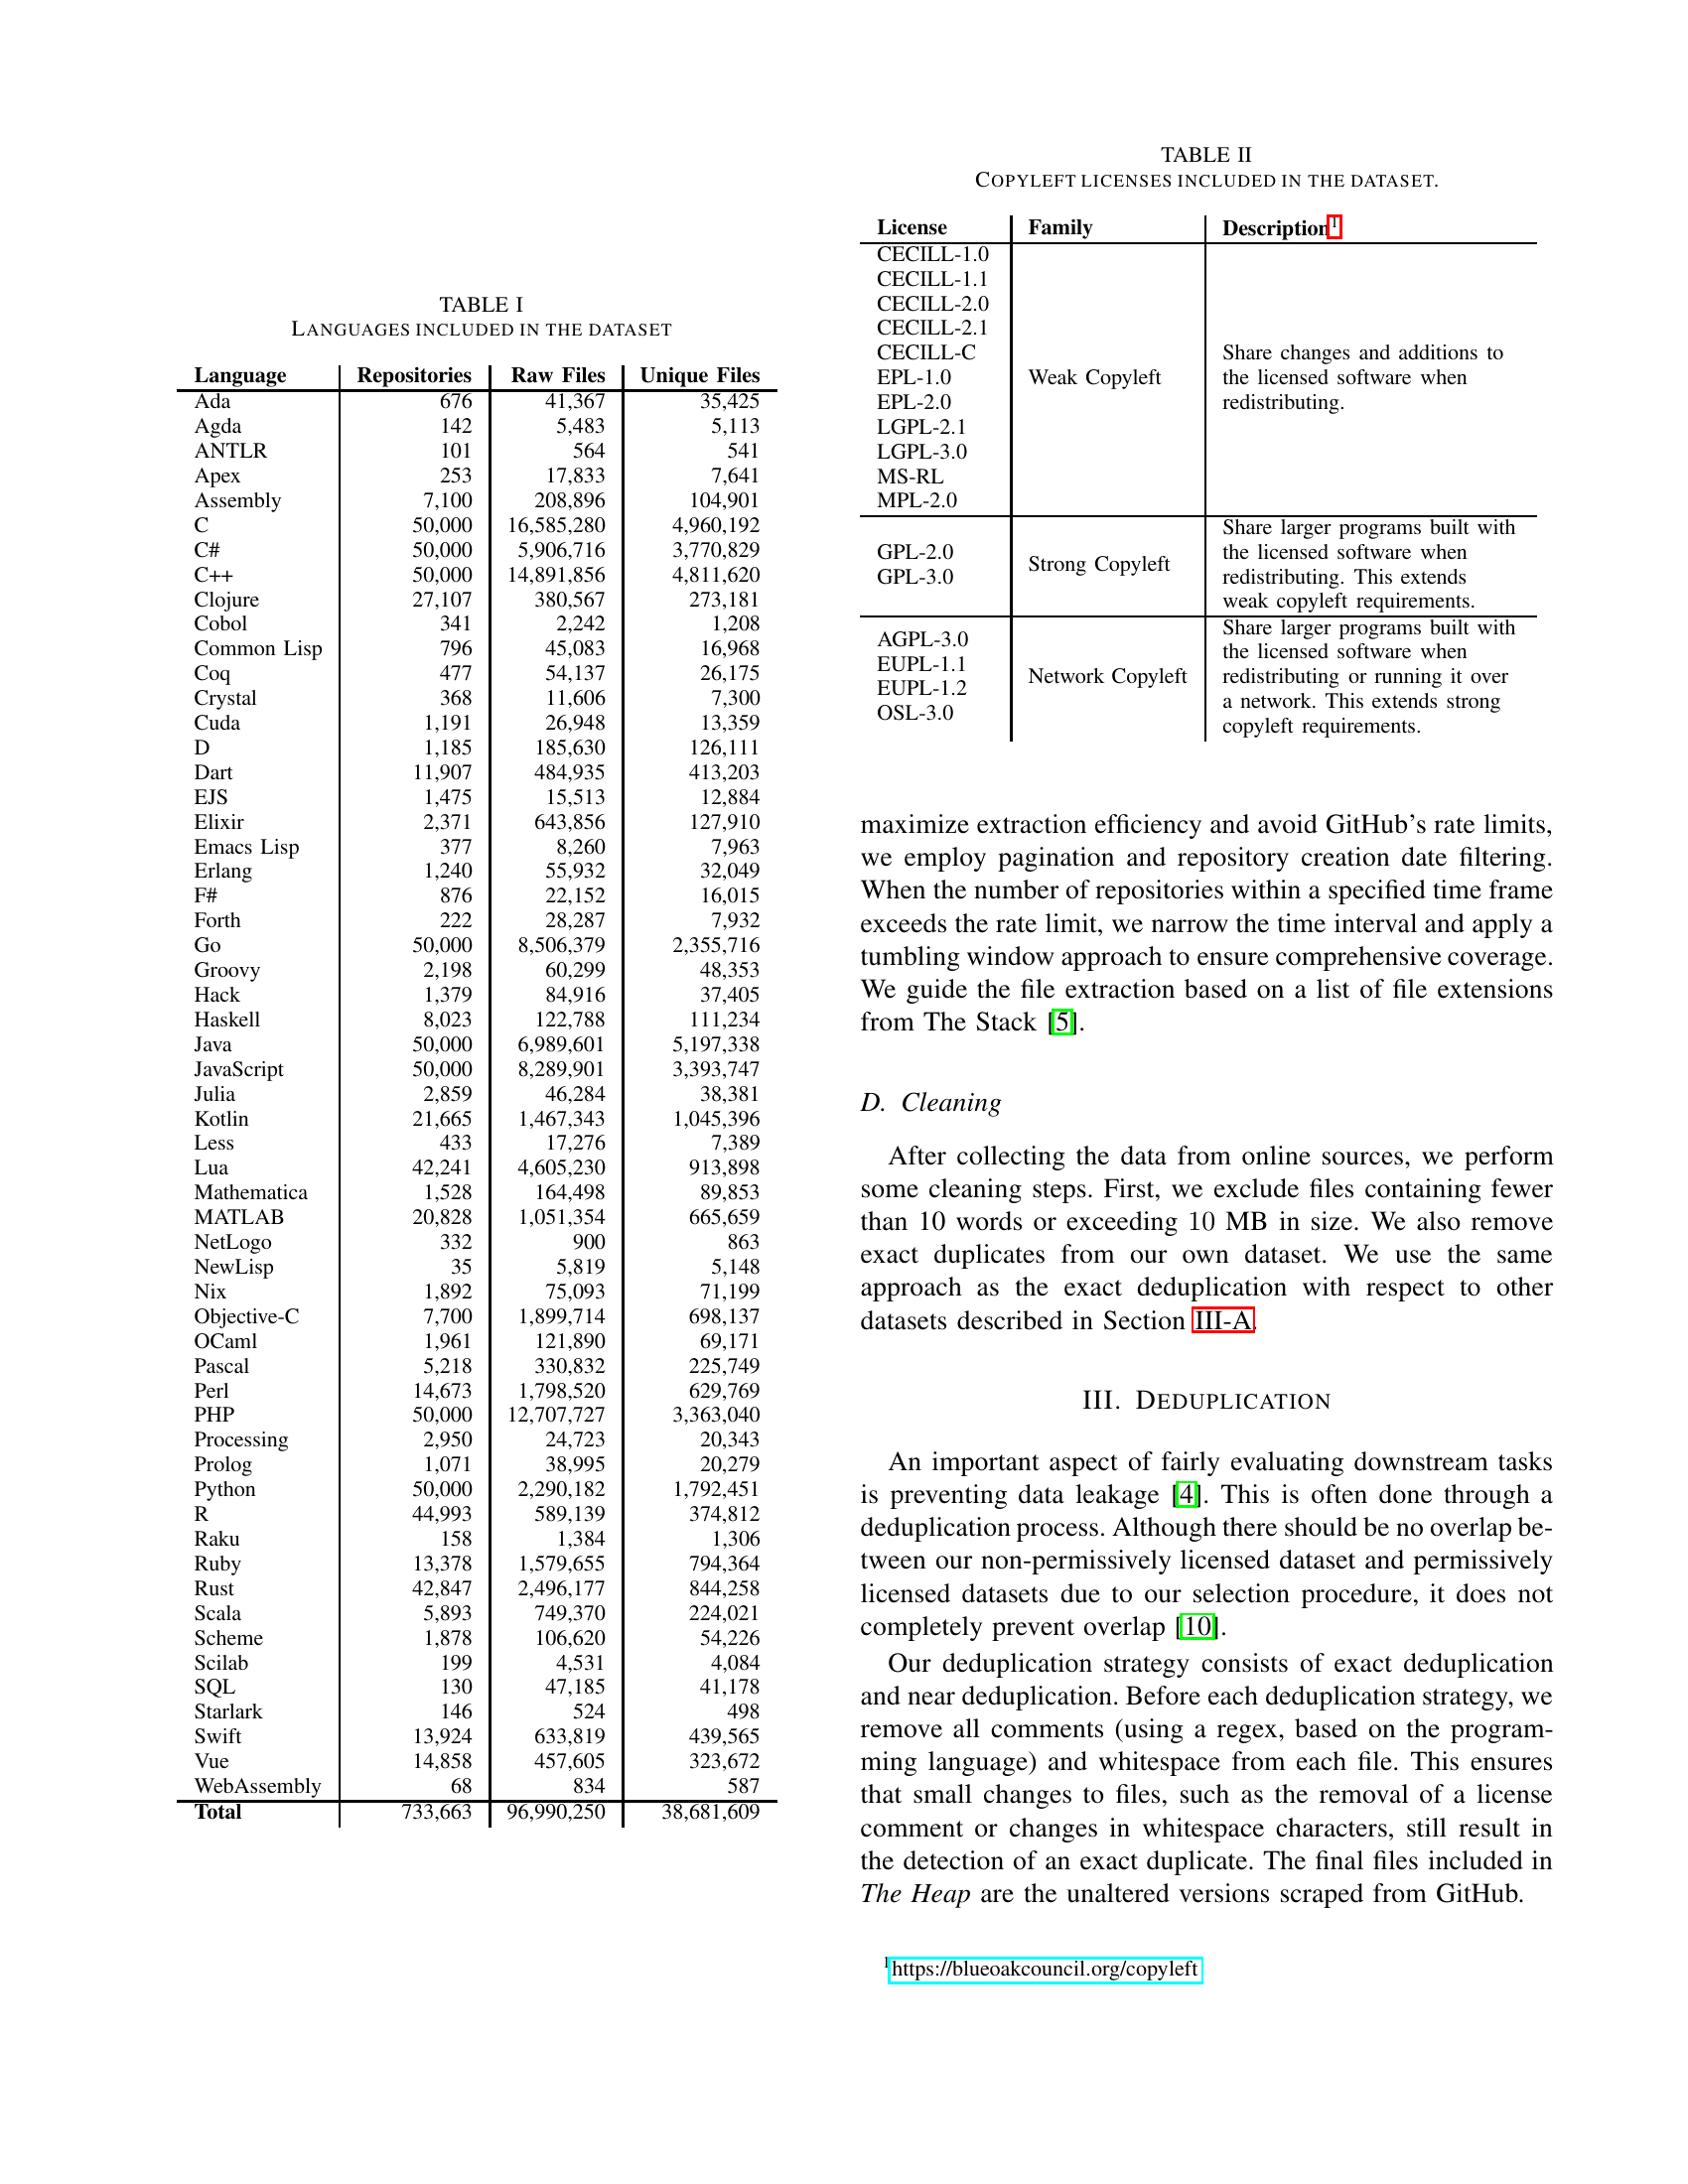 TABLE I
LANGUAGES INCLUDED IN THE DATASET
Language Repositories Raw Files Unique Files
Ada 676 41,367 35,425
Agda 142 5,483 5,113
ANTLR 101 564 541
Apex 253 17,833 7,641
Assembly 7,100 208,896 104,901
C 50,000 16,585,280 4,960,192
C# 50,000 5,906,716 3,770,829
C++ 50,000 14,891,856 4,811,620
Clojure 27,107 380,567 273,181
Cobol 341 2,242 1,208
Common Lisp 796 45,083 16,968
Coq 477 54,137 26,175
Crystal 368 11,606 7,300
Cuda 1,191 26,948 13,359
D 1,185 185,630 126,111
Dart 11,907 484,935 413,203
EJS 1,475 15,513 12,884
Elixir 2,371 643,856 127,910
Emacs Lisp 377 8,260 7,963
Erlang 1,240 55,932 32,049
F# 876 22,152 16,015
Forth 222 28,287 7,932
Go 50,000 8,506,379 2,355,716
Groovy 2,198 60,299 48,353
Hack 1,379 84,916 37,405
Haskell 8,023 122,788 111,234
Java 50,000 6,989,601 5,197,338
JavaScript 50,000 8,289,901 3,393,747
Julia 2,859 46,284 38,381
Kotlin 21,665 1,467,343 1,045,396
Less 433 17,276 7,389
Lua 42,241 4,605,230 913,898
Mathematica 1,528 164,498 89,853
MATLAB 20,828 1,051,354 665,659
NetLogo 332 900 863
NewLisp 35 5,819 5,148
Nix 1,892 75,093 71,199
Objective-C 7,700 1,899,714 698,137
OCaml 1,961 121,890 69,171
Pascal 5,218 330,832 225,749
Perl 14,673 1,798,520 629,769
PHP 50,000 12,707,727 3,363,040
Processing 2,950 24,723 20,343
Prolog 1,071 38,995 20,279
Python 50,000 2,290,182 1,792,451
R 44,993 589,139 374,812
Raku 158 1,384 1,306
Ruby 13,378 1,579,655 794,364
Rust 42,847 2,496,177 844,258
Scala 5,893 749,370 224,021
Scheme 1,878 106,620 54,226
Scilab 199 4,531 4,084
SQL 130 47,185 41,178
Starlark 146 524 498
Swift 13,924 633,819 439,565
Vue 14,858 457,605 323,672
WebAssembly 68 834 587
Total 733,663 96,990,250 38,681,609
TABLE II
COPYLEFT LICENSES INCLUDED IN THE DATASET.
License Family Description1
CECILL-1.0
CECILL-1.1
CECILL-2.0
CECILL-2.1
CECILL-C
EPL-1.0
EPL-2.0
LGPL-2.1
LGPL-3.0
MS-RL
MPL-2.0
Weak Copyleft
Share changes and additions to
the licensed software when
redistributing.
GPL-2.0
GPL-3.0
Strong Copyleft
Share larger programs built with
the licensed software when
redistributing. This extends
weak copyleft requirements.
AGPL-3.0
EUPL-1.1
EUPL-1.2
OSL-3.0
Network Copyleft
Share larger programs built with
the licensed software when
redistributing or running it over
a network. This extends strong
copyleft requirements.
maximize extraction efficiency and avoid GitHub's rate limits,
we employ pagination and repository creation date filtering.
When the number of repositories within a specified time frame
exceeds the rate limit, we narrow the time interval and apply a
tumbling window approach to ensure comprehensive coverage.
We guide the file extraction based on a list of file extensions
from The Stack [5].
D. Cleaning
After collecting the data from online sources, we perform
some cleaning steps. First, we exclude files containing fewer
than 10 words or exceeding 10 MB in size. We also remove
exact duplicates from our own dataset. We use the same
approach as the exact deduplication with respect to other
datasets described in Section III-A.
III. DEDUPLICATION
An important aspect of fairly evaluating downstream tasks
is preventing data leakage [4]. This is often done through a
deduplication process. Although there should be no overlap be-
tween our non-permissively licensed dataset and permissively
licensed datasets due to our selection procedure, it does not
completely prevent overlap [10].
Our deduplication strategy consists of exact deduplication
and near deduplication. Before each deduplication strategy, we
remove all comments (using a regex, based on the program-
ming language) and whitespace from each file. This ensures
that small changes to files, such as the removal of a license
comment or changes in whitespace characters, still result in
the detection of an exact duplicate. The final files included in
The Heap are the unaltered versions scraped from GitHub.
1https://blueoakcouncil.org/copyleft